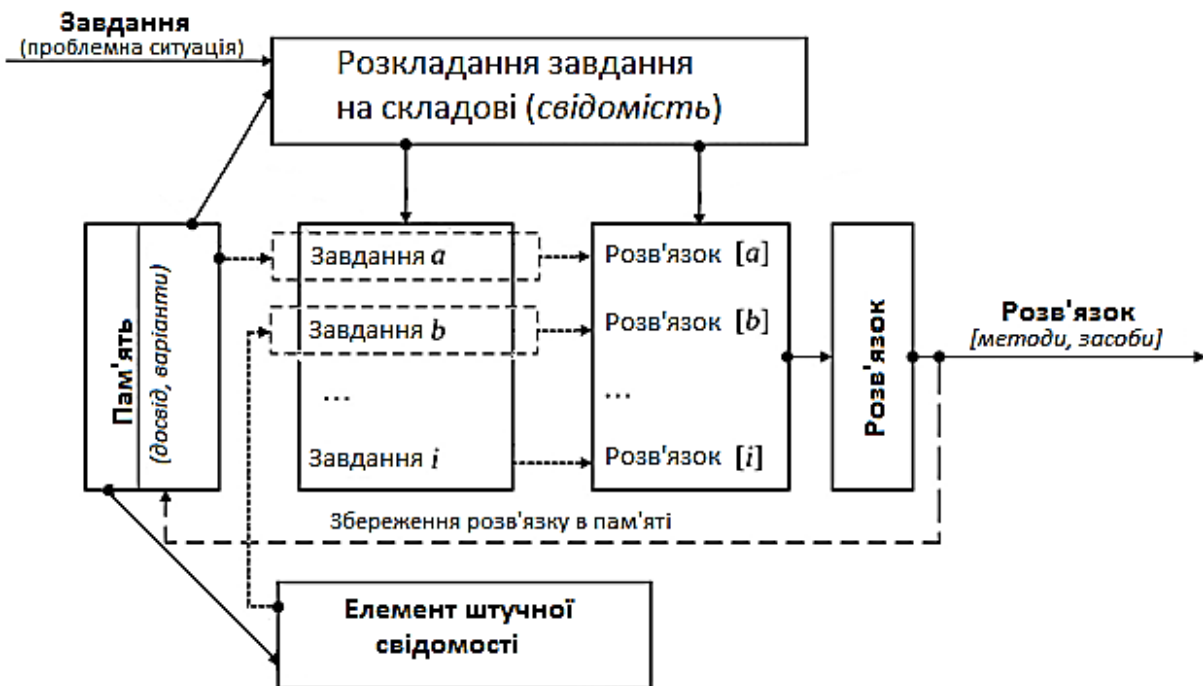 Завдання
(проблемна ситуація)
Розкладання завдання
на складові (свідомість)
Пам'ять
(досвід, варіанти)
Завдання a
Завдання b
...
Завдання i
Розв'язок [a]
Розв'язок [b]
...
Розв'язок [i]
Розв'язок
Розв'язок
[методи, засоби]
Збереження розв'язку в пам'яті
Елемент штучної
свідомості